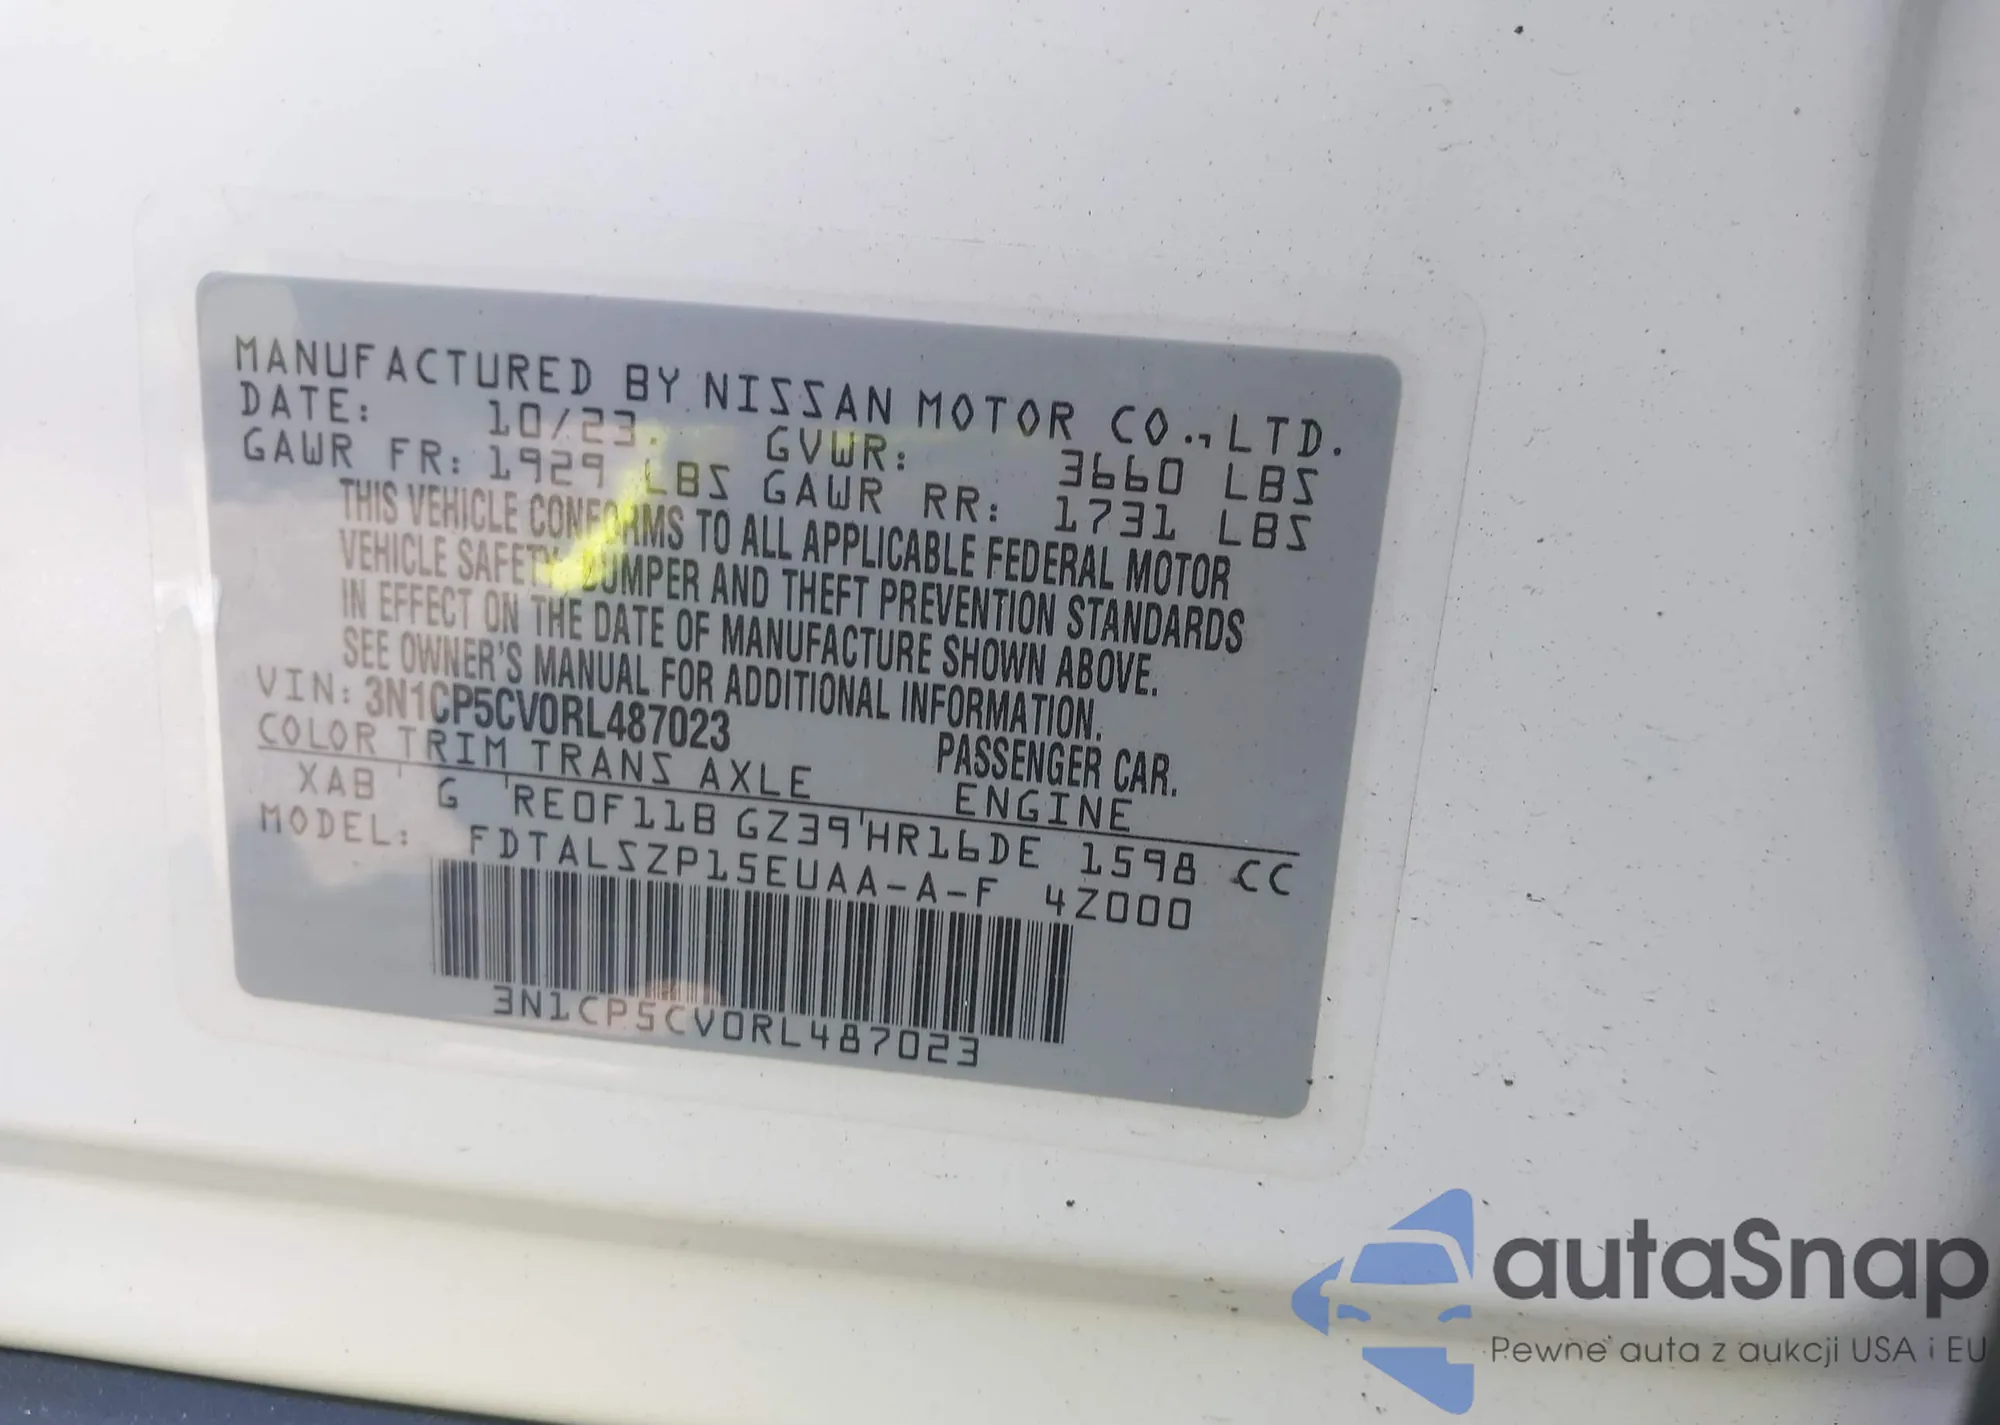 MANUFACTURED BY NISSAN MOTOR CO.,LTD.
DATE: 10/23. GVWR: 3660 LBS
GAWR FR: 1929 LBS GAWR RR: 1731 LBS
THIS VEHICLE CONFORMS TO ALL APPLICABLE FEDERAL MOTOR
VEHICLE SAFETY, BUMPER AND THEFT PREVENTION STANDARDS
IN EFFECT ON THE DATE OF MANUFACTURE SHOWN ABOVE.
SEE OWNER'S MANUAL FOR ADDITIONAL INFORMATION.
VIN: 3N1CP5CV0RL487023 PASSENGER CAR.
COLOR TRIM TRANS AXLE ENGINE
XAB G RE0F11B GZ39 HR16DE 1598 CC
MODEL: FDTALSZP15EUAA-A-F 4Z000
3N1CP5CV0RL487023
autaSnap
Pewne auta z aukcji USA i EU